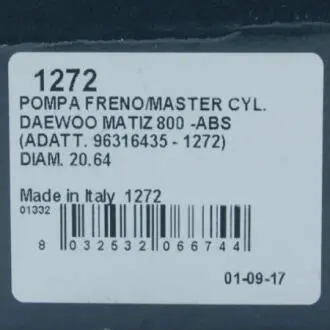 1272
POMPA FRENO/MASTER CYL.
DAEWOO MATIZ 800 -ABS
(ADATT. 96316435 - 1272)
DIAM. 20.64
Made in Italy 1272
01332
8 032532 066744
01-09-17